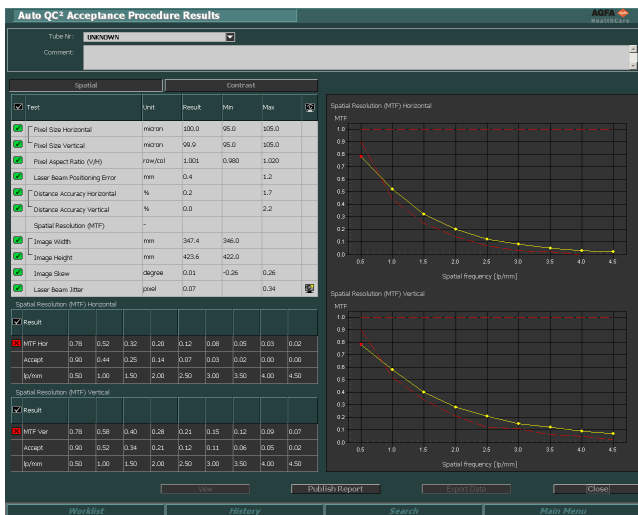 Auto QC² Acceptance Procedure Results
AGFA
HealthCare
Tube Nr: UNKNOWN
Comment:
Spatial Contrast
Test Unit Result Min Max
Pixel Size Horizontal micron 100.0 95.0 105.0
Pixel Size Vertical micron 99.9 95.0 105.0
Pixel Aspect Ratio (V/H) row/col 1.001 0.980 1.020
Laser Beam Positioning Error mm 0.4 1.2
Distance Accuracy Horizontal % 0.2 1.7
Distance Accuracy Vertical % 0.0 2.2
Spatial Resolution (MTF) -
Image Width mm 347.4 346.0
Image Height mm 423.6 422.0
Image Skew degree 0.01 -0.26 0.26
Laser Beam Jitter pixel 0.07 0.34
Spatial Resolution (MTF) Horizontal
Result
MTF Hor 0.78 0.52 0.32 0.20 0.12 0.08 0.05 0.03 0.02
Accept 0.90 0.44 0.25 0.14 0.07 0.03 0.02 0.00 0.00
lp/mm 0.50 1.00 1.50 2.00 2.50 3.00 3.50 4.00 4.50
Spatial Resolution (MTF) Vertical
Result
MTF Ver 0.78 0.58 0.40 0.28 0.21 0.15 0.12 0.09 0.07
Accept 0.90 0.52 0.34 0.21 0.12 0.11 0.06 0.05 0.02
lp/mm 0.50 1.00 1.50 2.00 2.50 3.00 3.50 4.00 4.50
Spatial Resolution (MTF) Horizontal
MTF
1.0
0.9
0.8
0.7
0.6
0.5
0.4
0.3
0.2
0.1
0.0
0.5 1.0 1.5 2.0 2.5 3.0 3.5 4.0 4.5
Spatial frequency [lp/mm]
Spatial Resolution (MTF) Vertical
MTF
1.0
0.9
0.8
0.7
0.6
0.5
0.4
0.3
0.2
0.1
0.0
0.5 1.0 1.5 2.0 2.5 3.0 3.5 4.0 4.5
Spatial frequency [lp/mm]
View Publish Report Export Data Close
Worklist History Search Main Menu